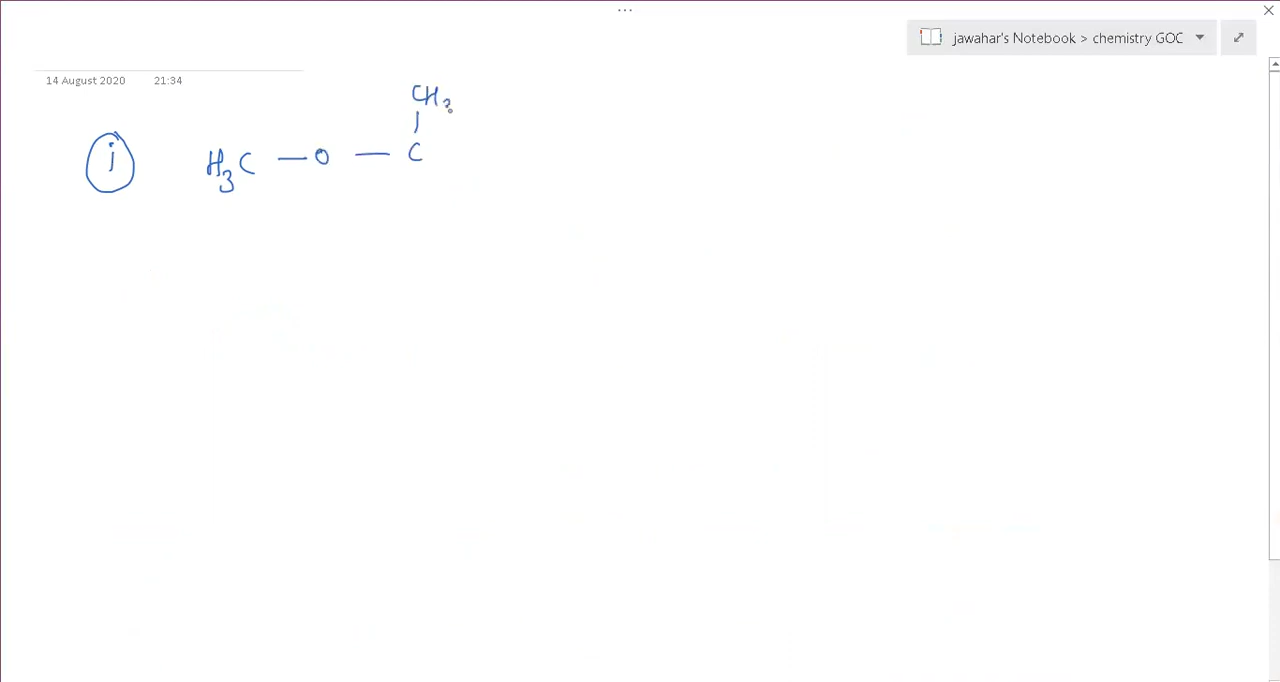 jawahar's Notebook > chemistry GOC
14 August 2020 21:34
CH₃
|
i H₃C — O — C